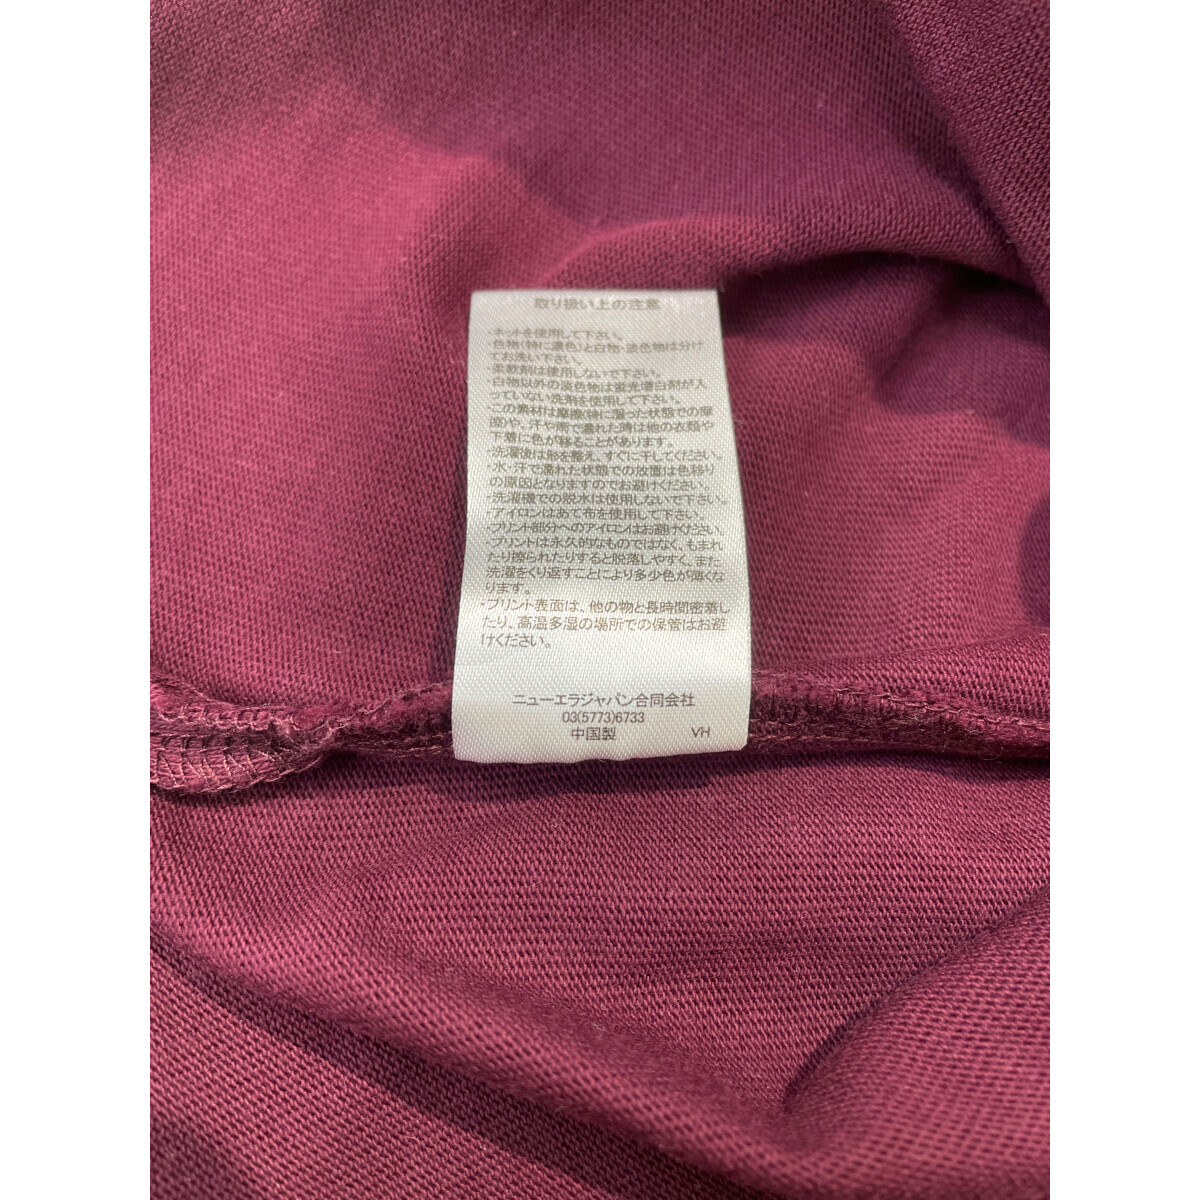 取り扱い上の注意
・ネットを使用して下さい。
・色物(特に濃色)と白物・淡色物は分け
てお洗い下さい。
・柔軟剤は使用しないで下さい。
・白物以外の淡色物は蛍光増白剤が入
っていない洗剤を使用して下さい。
・この素材は摩擦(特に湿った状態での摩
擦)や、汗や雨で濡れた時は他の衣類や
下着に色が移ることがあります。
・洗濯後は形を整え、すぐに干してください。
・水・汗で濡れた状態での放置は色移り
の原因となりますのでお避けください。
・洗濯機での脱水は使用しないで下さい。
・アイロンはあて布を使用して下さい。
・プリント部分へのアイロンはお避けください。
・プリントは永久的なものではなく、もまれ
たり擦られたりすると脱落しやすく、また
洗濯をくり返すことにより多少色が薄くな
ります。
・プリント表面は、他の物と長時間密着し
たり、高温多湿の場所での保管はお避
けください。
ニューエラジャパン合同会社
03(5773)6733
中国製 VH